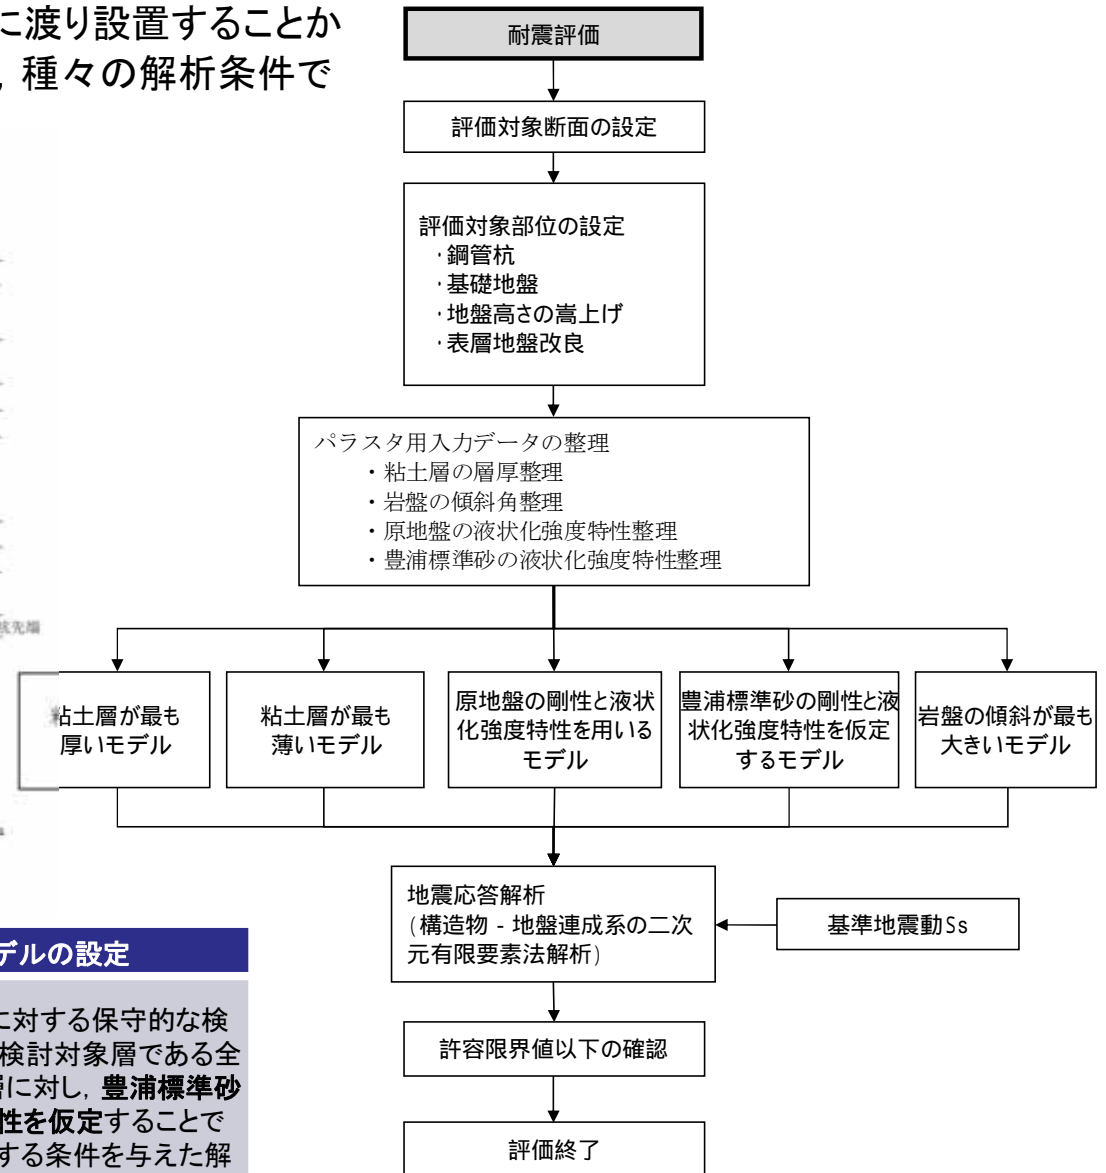 に渡り設置することか
，種々の解析条件で
耐震評価
評価対象断面の設定
評価対象部位の設定
・鋼管杭
・基礎地盤
・地盤高さの嵩上げ
・表層地盤改良
パラスタ用入力データの整理
・粘土層の層厚整理
・岩盤の傾斜角整理
・原地盤の液状化強度特性整理
・豊浦標準砂の液状化強度特性整理
杭先端
粘土層が最も
厚いモデル
粘土層が最も
薄いモデル
原地盤の剛性と液状
化強度特性を用いる
モデル
豊浦標準砂の剛性と液
状化強度特性を仮定
するモデル
岩盤の傾斜が最も
大きいモデル
地震応答解析
(構造物－地盤連成系の二次
元有限要素法解析)
基準地震動Ss
許容限界値以下の確認
評価終了
デルの設定
に対する保守的な検
検討対象層である全
層に対し，豊浦標準砂
性を仮定することで
する条件を与えた解